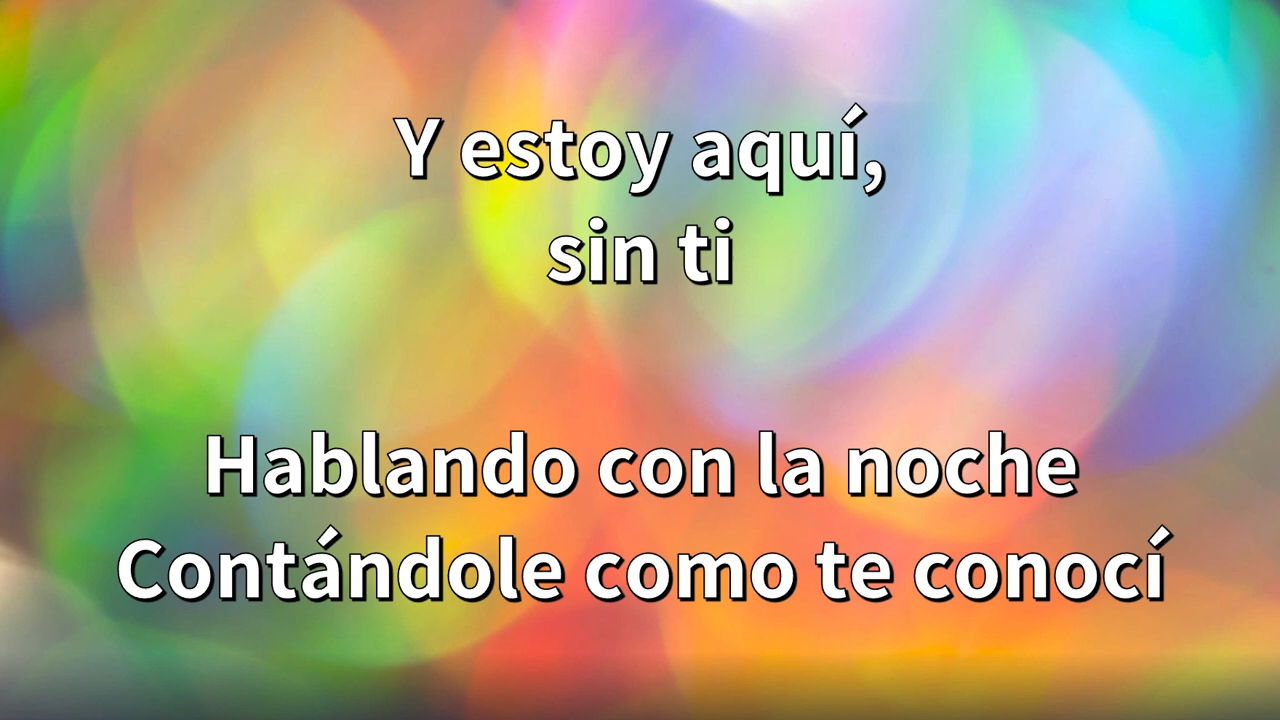 Y estoy aquí,
sin ti
Hablando con la noche
Contándole como te conocí